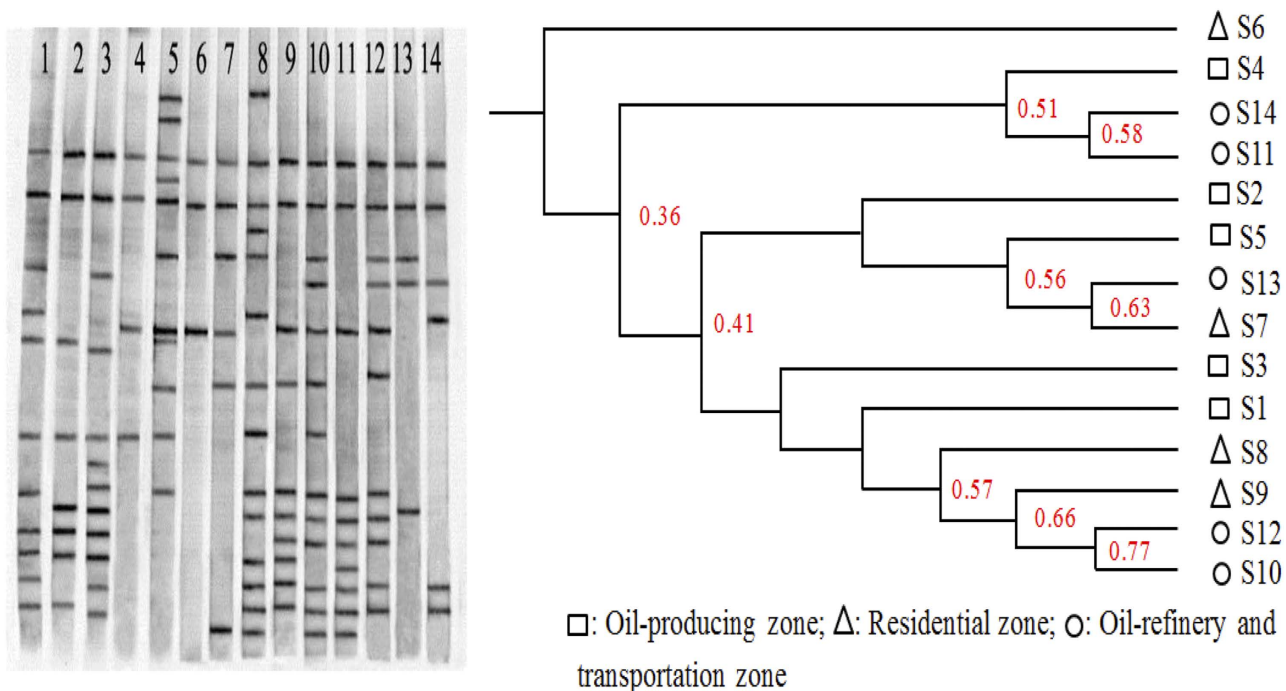 1 2 3 4 5 6 7 8 9 10 11 12 13 14
S6
S4
0.51
S14
0.58
S11
S2
0.36
S5
0.56
S13
0.63
S7
0.41
S3
S1
S8
0.57
S9
0.66
S12
0.77
S10
: Oil-producing zone; : Residential zone; : Oil-refinery and
transportation zone